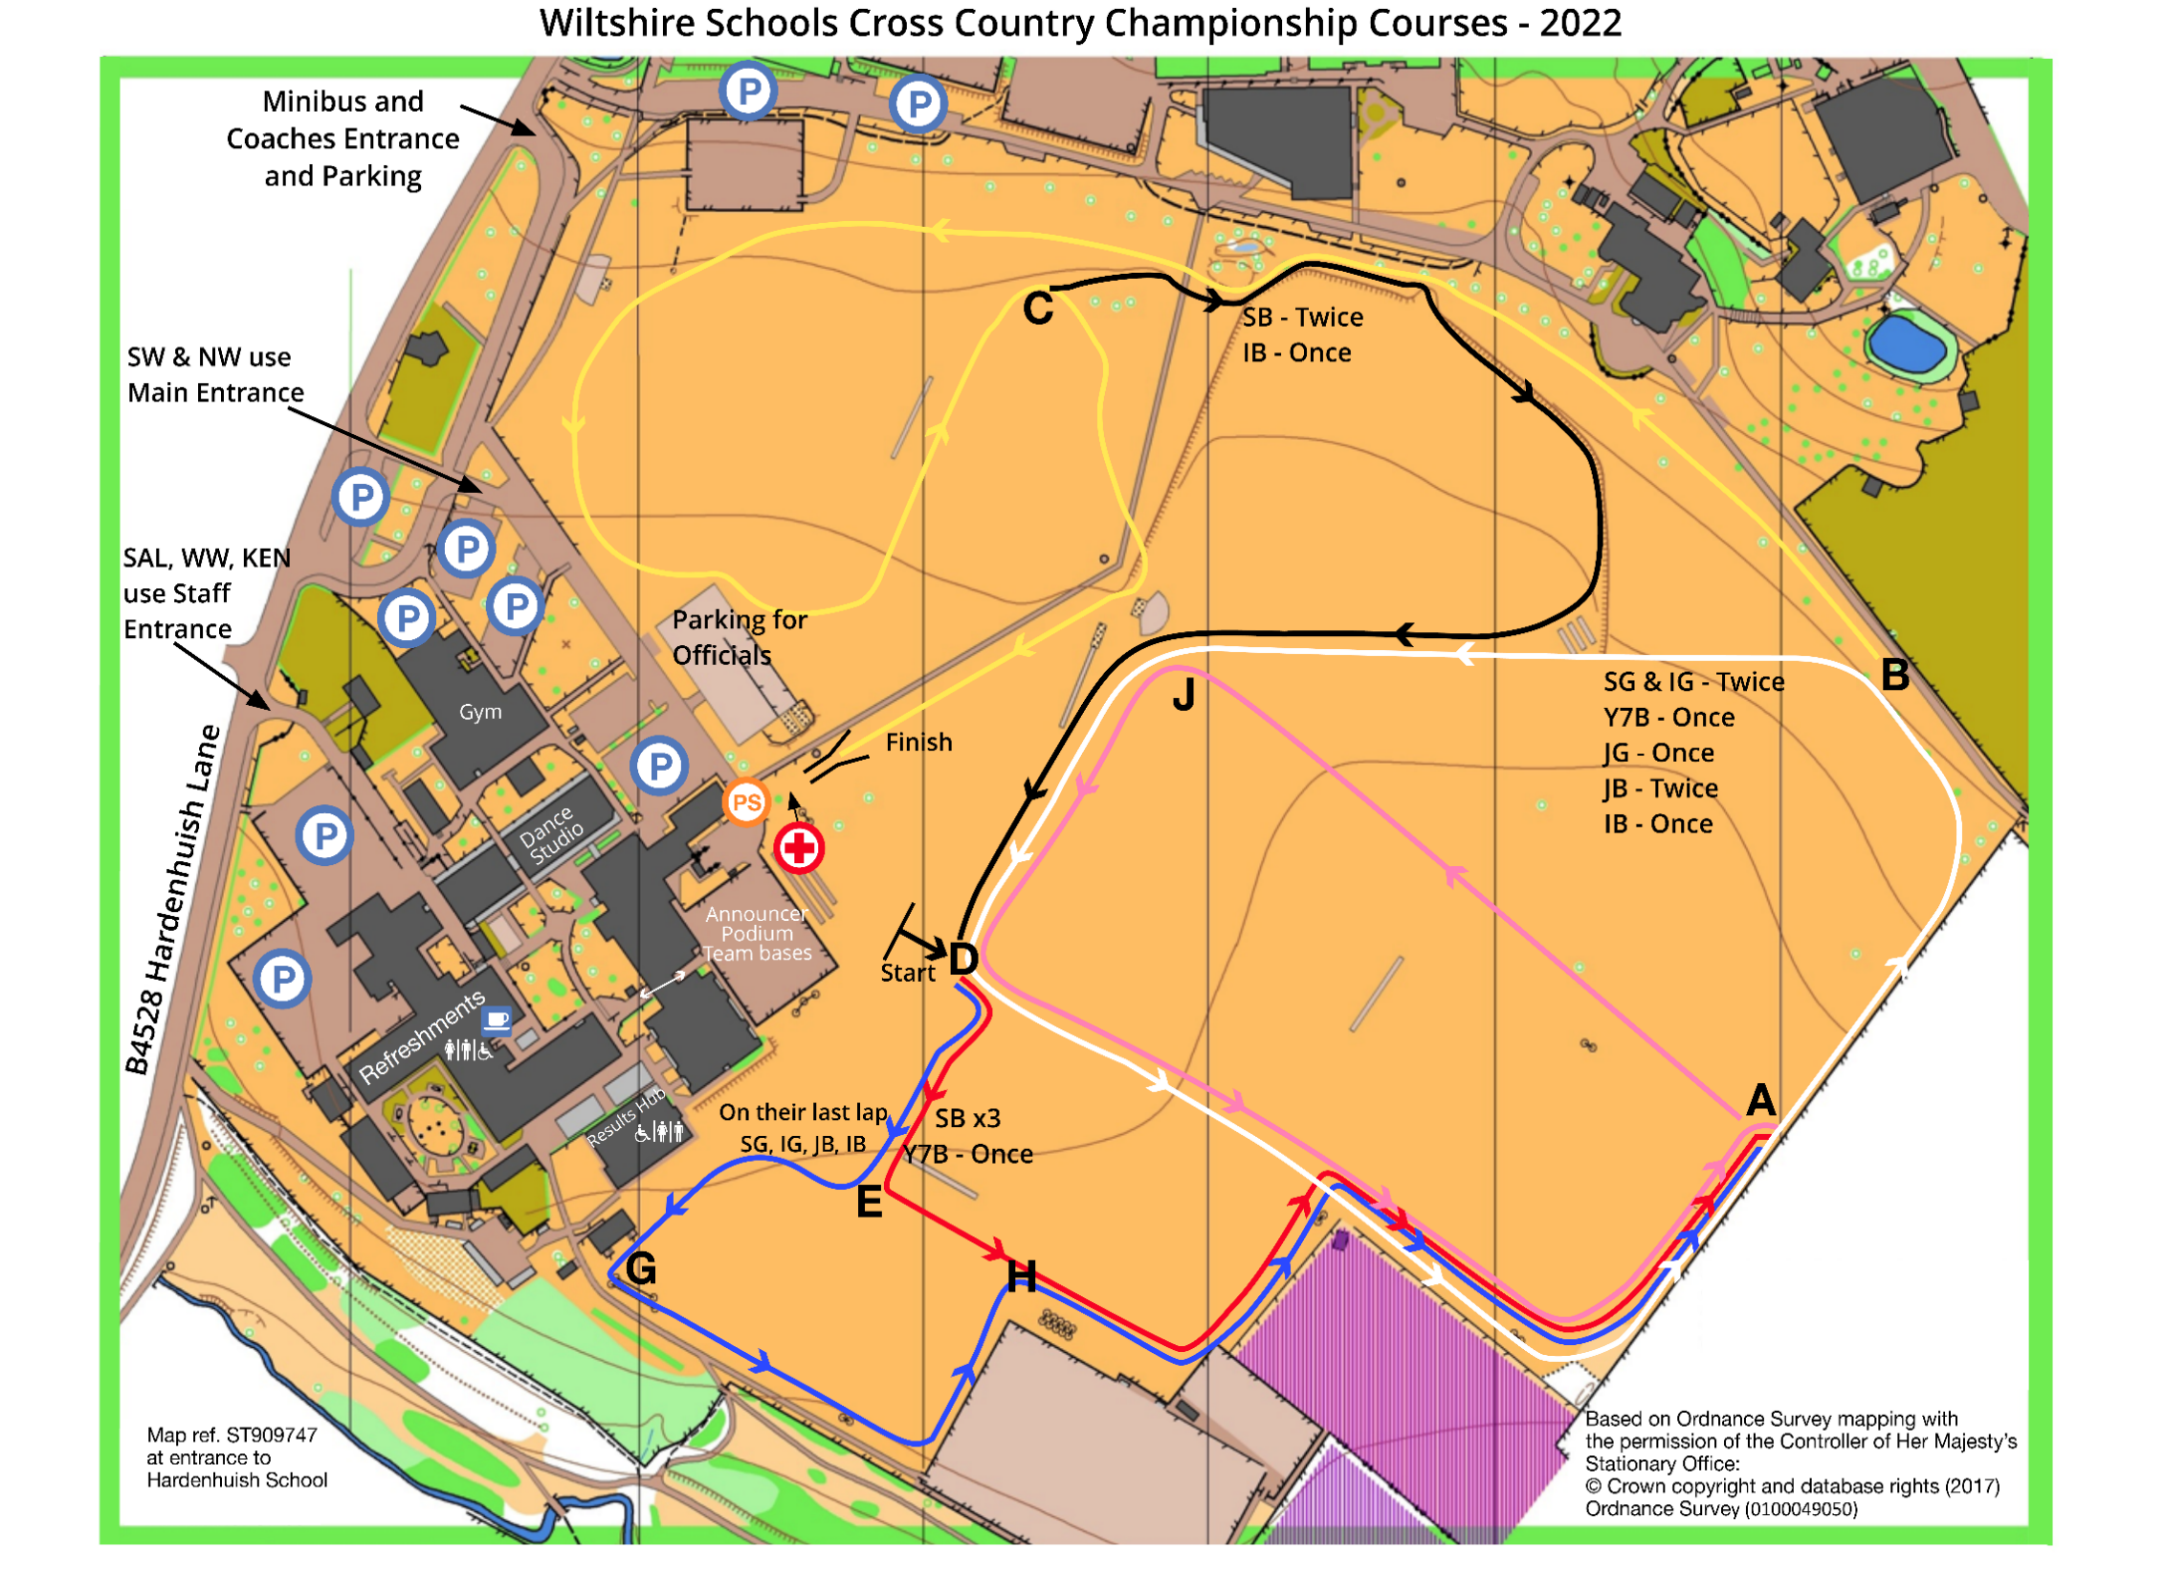 Wiltshire Schools Cross Country Championship Courses - 2022
Minibus and
Coaches Entrance
and Parking
P
P
C
SB - Twice
IB - Once
SW & NW use
Main Entrance
P
P
P
P
SAL, WW, KEN
use Staff
Entrance
Parking for
Officials
B
J
SG & IG - Twice
Y7B - Once
JG - Once
JB - Twice
IB - Once
Gym
P
Finish
PS
Dance
Studio
P
B4528 Hardenhuish Lane
Announcer
Podium
Team bases
Start
D
P
Refreshments
Results Hub
On their last lap
SG, IG, JB, IB
SB x3
Y7B - Once
A
E
G
H
Map ref. ST909747
at entrance to
Hardenhuish School
Based on Ordnance Survey mapping with
the permission of the Controller of Her Majesty's
Stationary Office:
© Crown copyright and database rights (2017)
Ordnance Survey (0100049050)